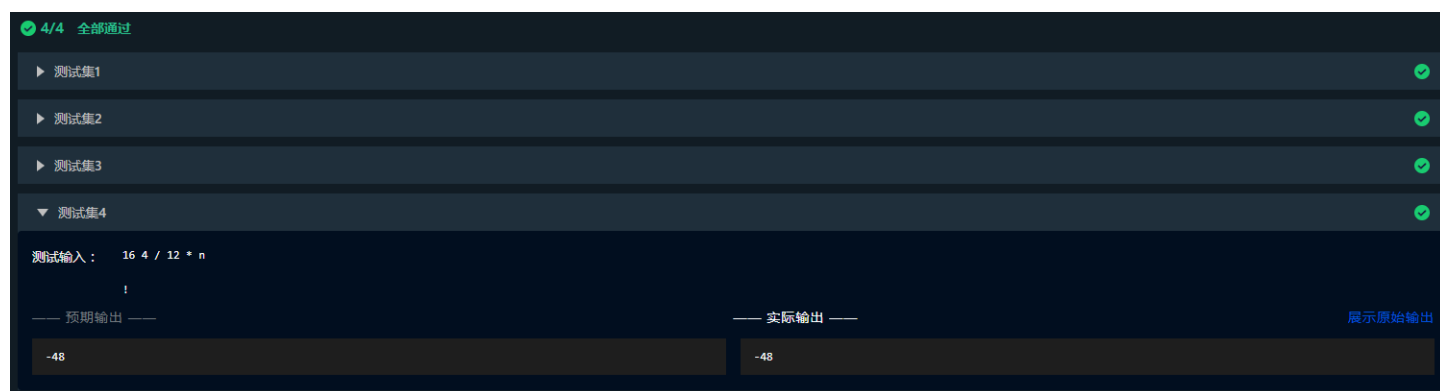 4/4 全部通过
测试集1
测试集2
测试集3
测试集4
测试输入： 16 4 / 12 * n
!
—— 预期输出 ——
—— 实际输出 ——
展示原始输出
-48
-48